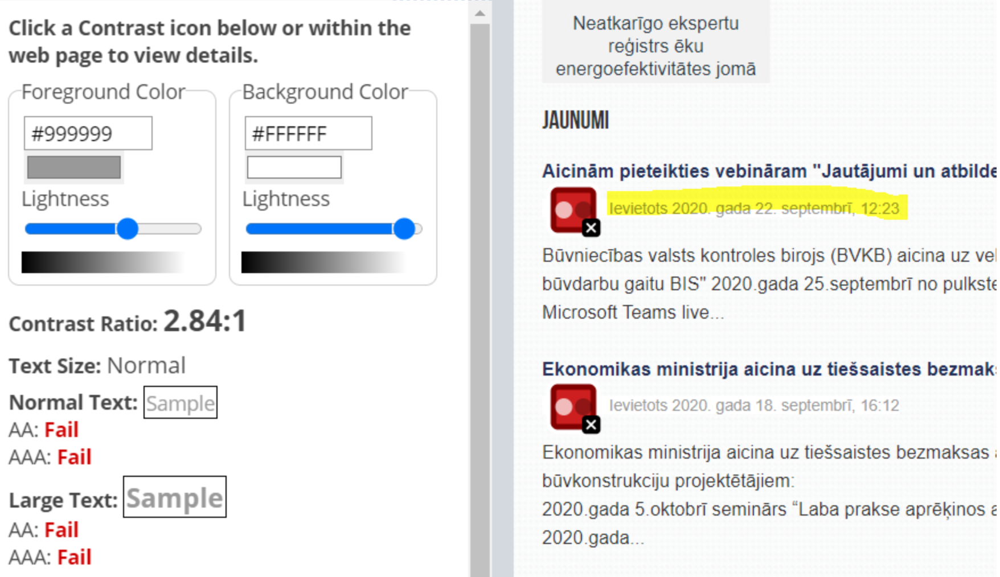 Click a Contrast icon below or within the
web page to view details.
Foreground Color
#999999
Lightness
Background Color
#FFFFFF
Lightness
Contrast Ratio: 2.84:1
Text Size: Normal
Normal Text: Sample
AA: Fail
AAA: Fail
Large Text: Sample
AA: Fail
AAA: Fail
Neatkarīgo ekspertu
reģistrs ēku
energoefektivitātes jomā
JAUNUMI
Aicinām pieteikties vebināram "Jautājumi un atbilde
Ievietots 2020. gada 22. septembrī, 12:23
Būvniecības valsts kontroles birojs (BVKB) aicina uz ve
būvdarbu gaitu BIS" 2020.gada 25.septembrī no pulkste
Microsoft Teams live...
Ekonomikas ministrija aicina uz tiešsaistes bezmaks
Ievietots 2020. gada 18. septembrī, 16:12
Ekonomikas ministrija aicina uz tiešsaistes bezmaksas
būvkonstrukciju projektētājiem:
2020.gada 5.oktobrī seminārs “Laba prakse aprēķinos a
2020.gada...